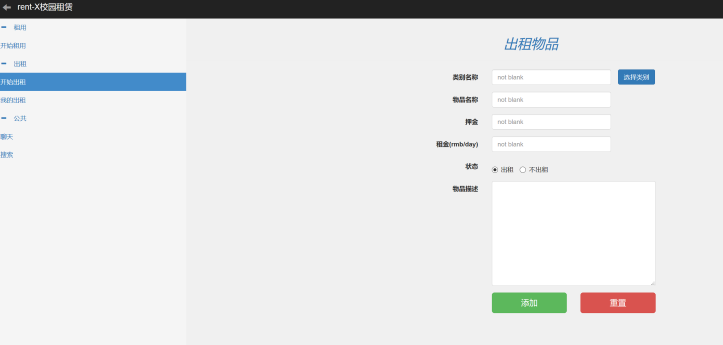 rent-X校园租赁
租用
开始租用
出租
开始出租
我的出租
公共
聊天
搜索
出租物品
类别名称 not blank 选择类别
物品名称 not blank
押金 not blank
租金(rmb/day) not blank
状态 出租 不出租
物品描述
添加 重置